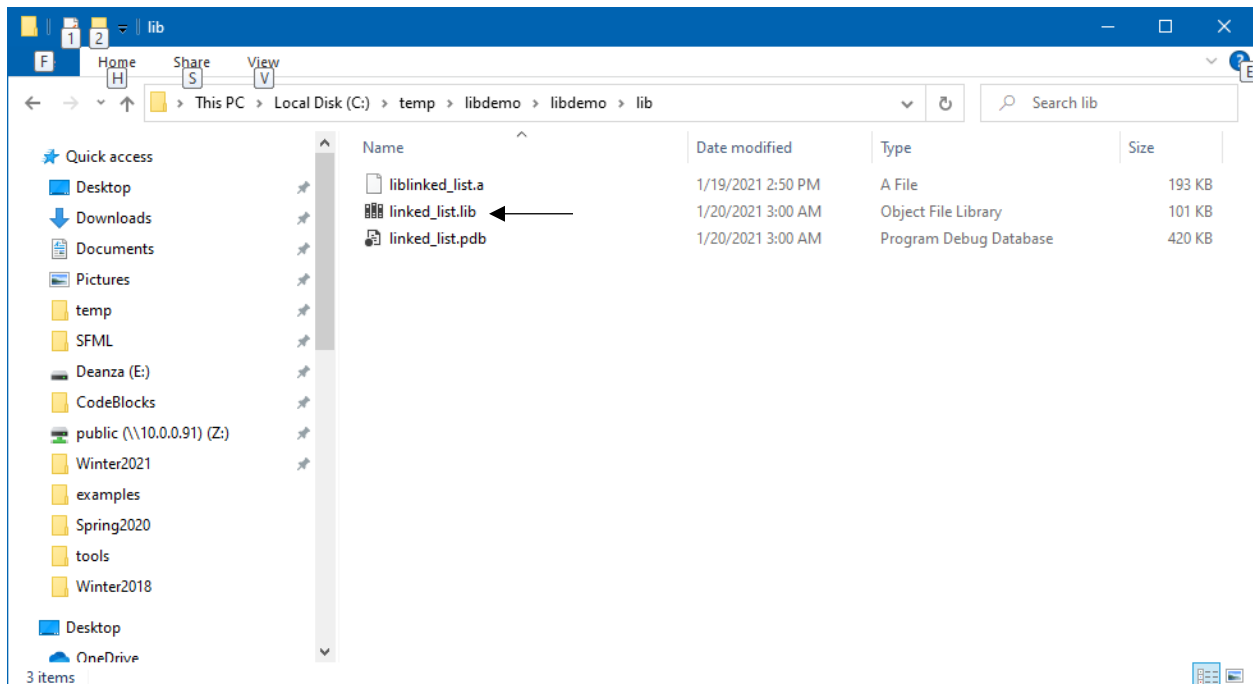 lib
1 2
F
Home Share View
H S V
E
This PC > Local Disk (C:) > temp > libdemo > libdemo > lib
Search lib
Name Date modified Type Size
Quick access
Desktop
Downloads
Documents
Pictures
temp
SFML
Deanza (E:)
CodeBlocks
public (\\10.0.0.91) (Z:)
Winter2021
examples
Spring2020
tools
Winter2018
Desktop
OneDrive
liblinked_list.a 1/19/2021 2:50 PM A File 193 KB
linked_list.lib 1/20/2021 3:00 AM Object File Library 101 KB
linked_list.pdb 1/20/2021 3:00 AM Program Debug Database 420 KB
3 items